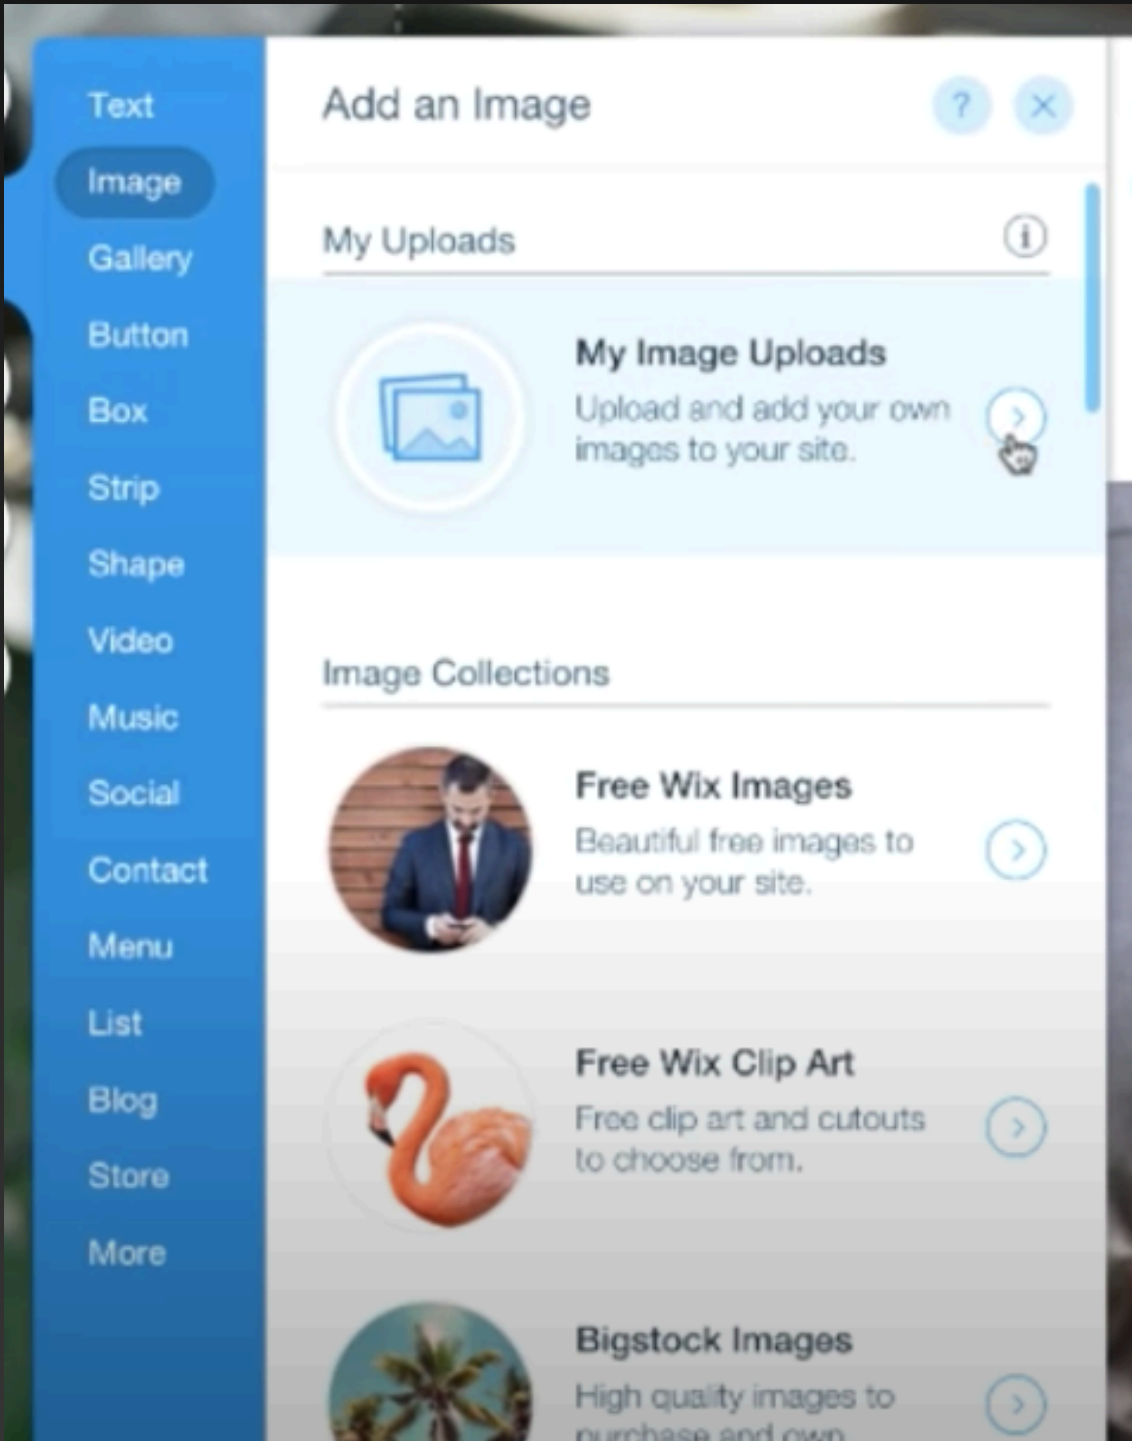 Text
Image
Gallery
Button
Box
Strip
Shape
Video
Music
Social
Contact
Menu
List
Blog
Store
More
Add an Image
?
My Uploads
i
My Image Uploads
Upload and add your own
images to your site.
Image Collections
Free Wix Images
Beautiful free images to
use on your site.
Free Wix Clip Art
Free clip art and cutouts
to choose from.
Bigstock Images
High quality images to
purchase and own